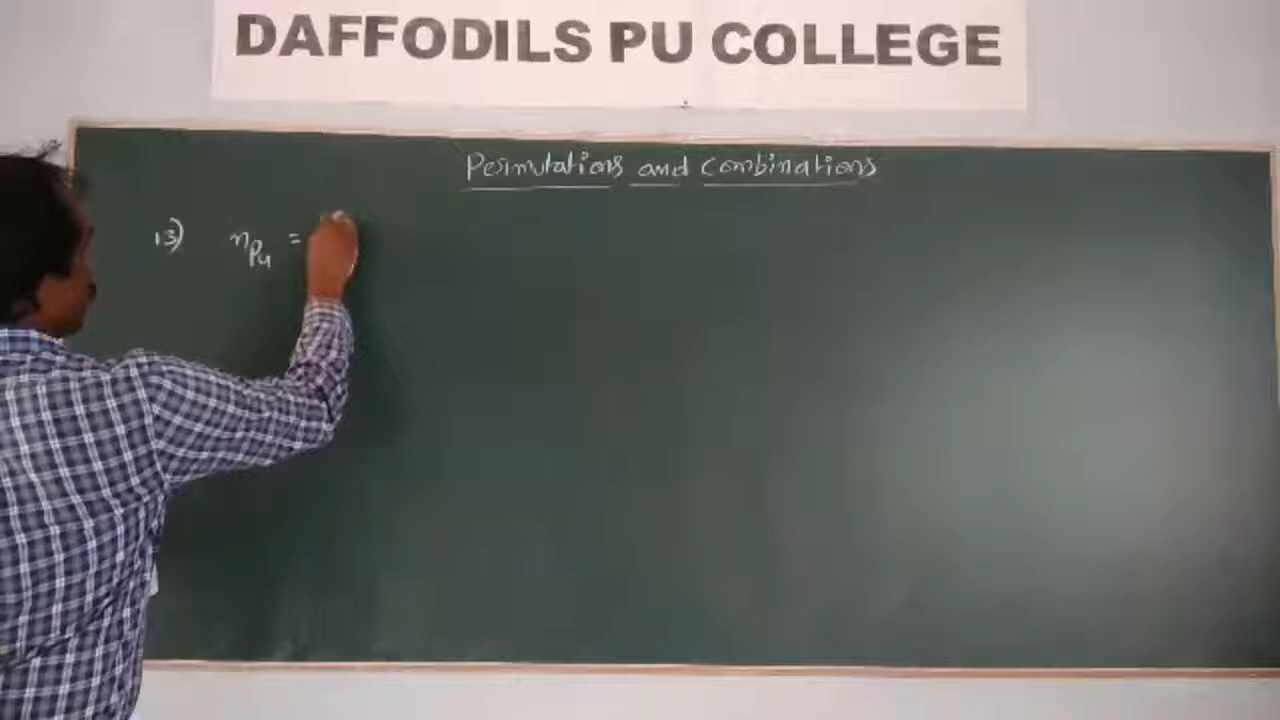 DAFFODILS PU COLLEGE
Permutations and Combinations
13) nP4 =